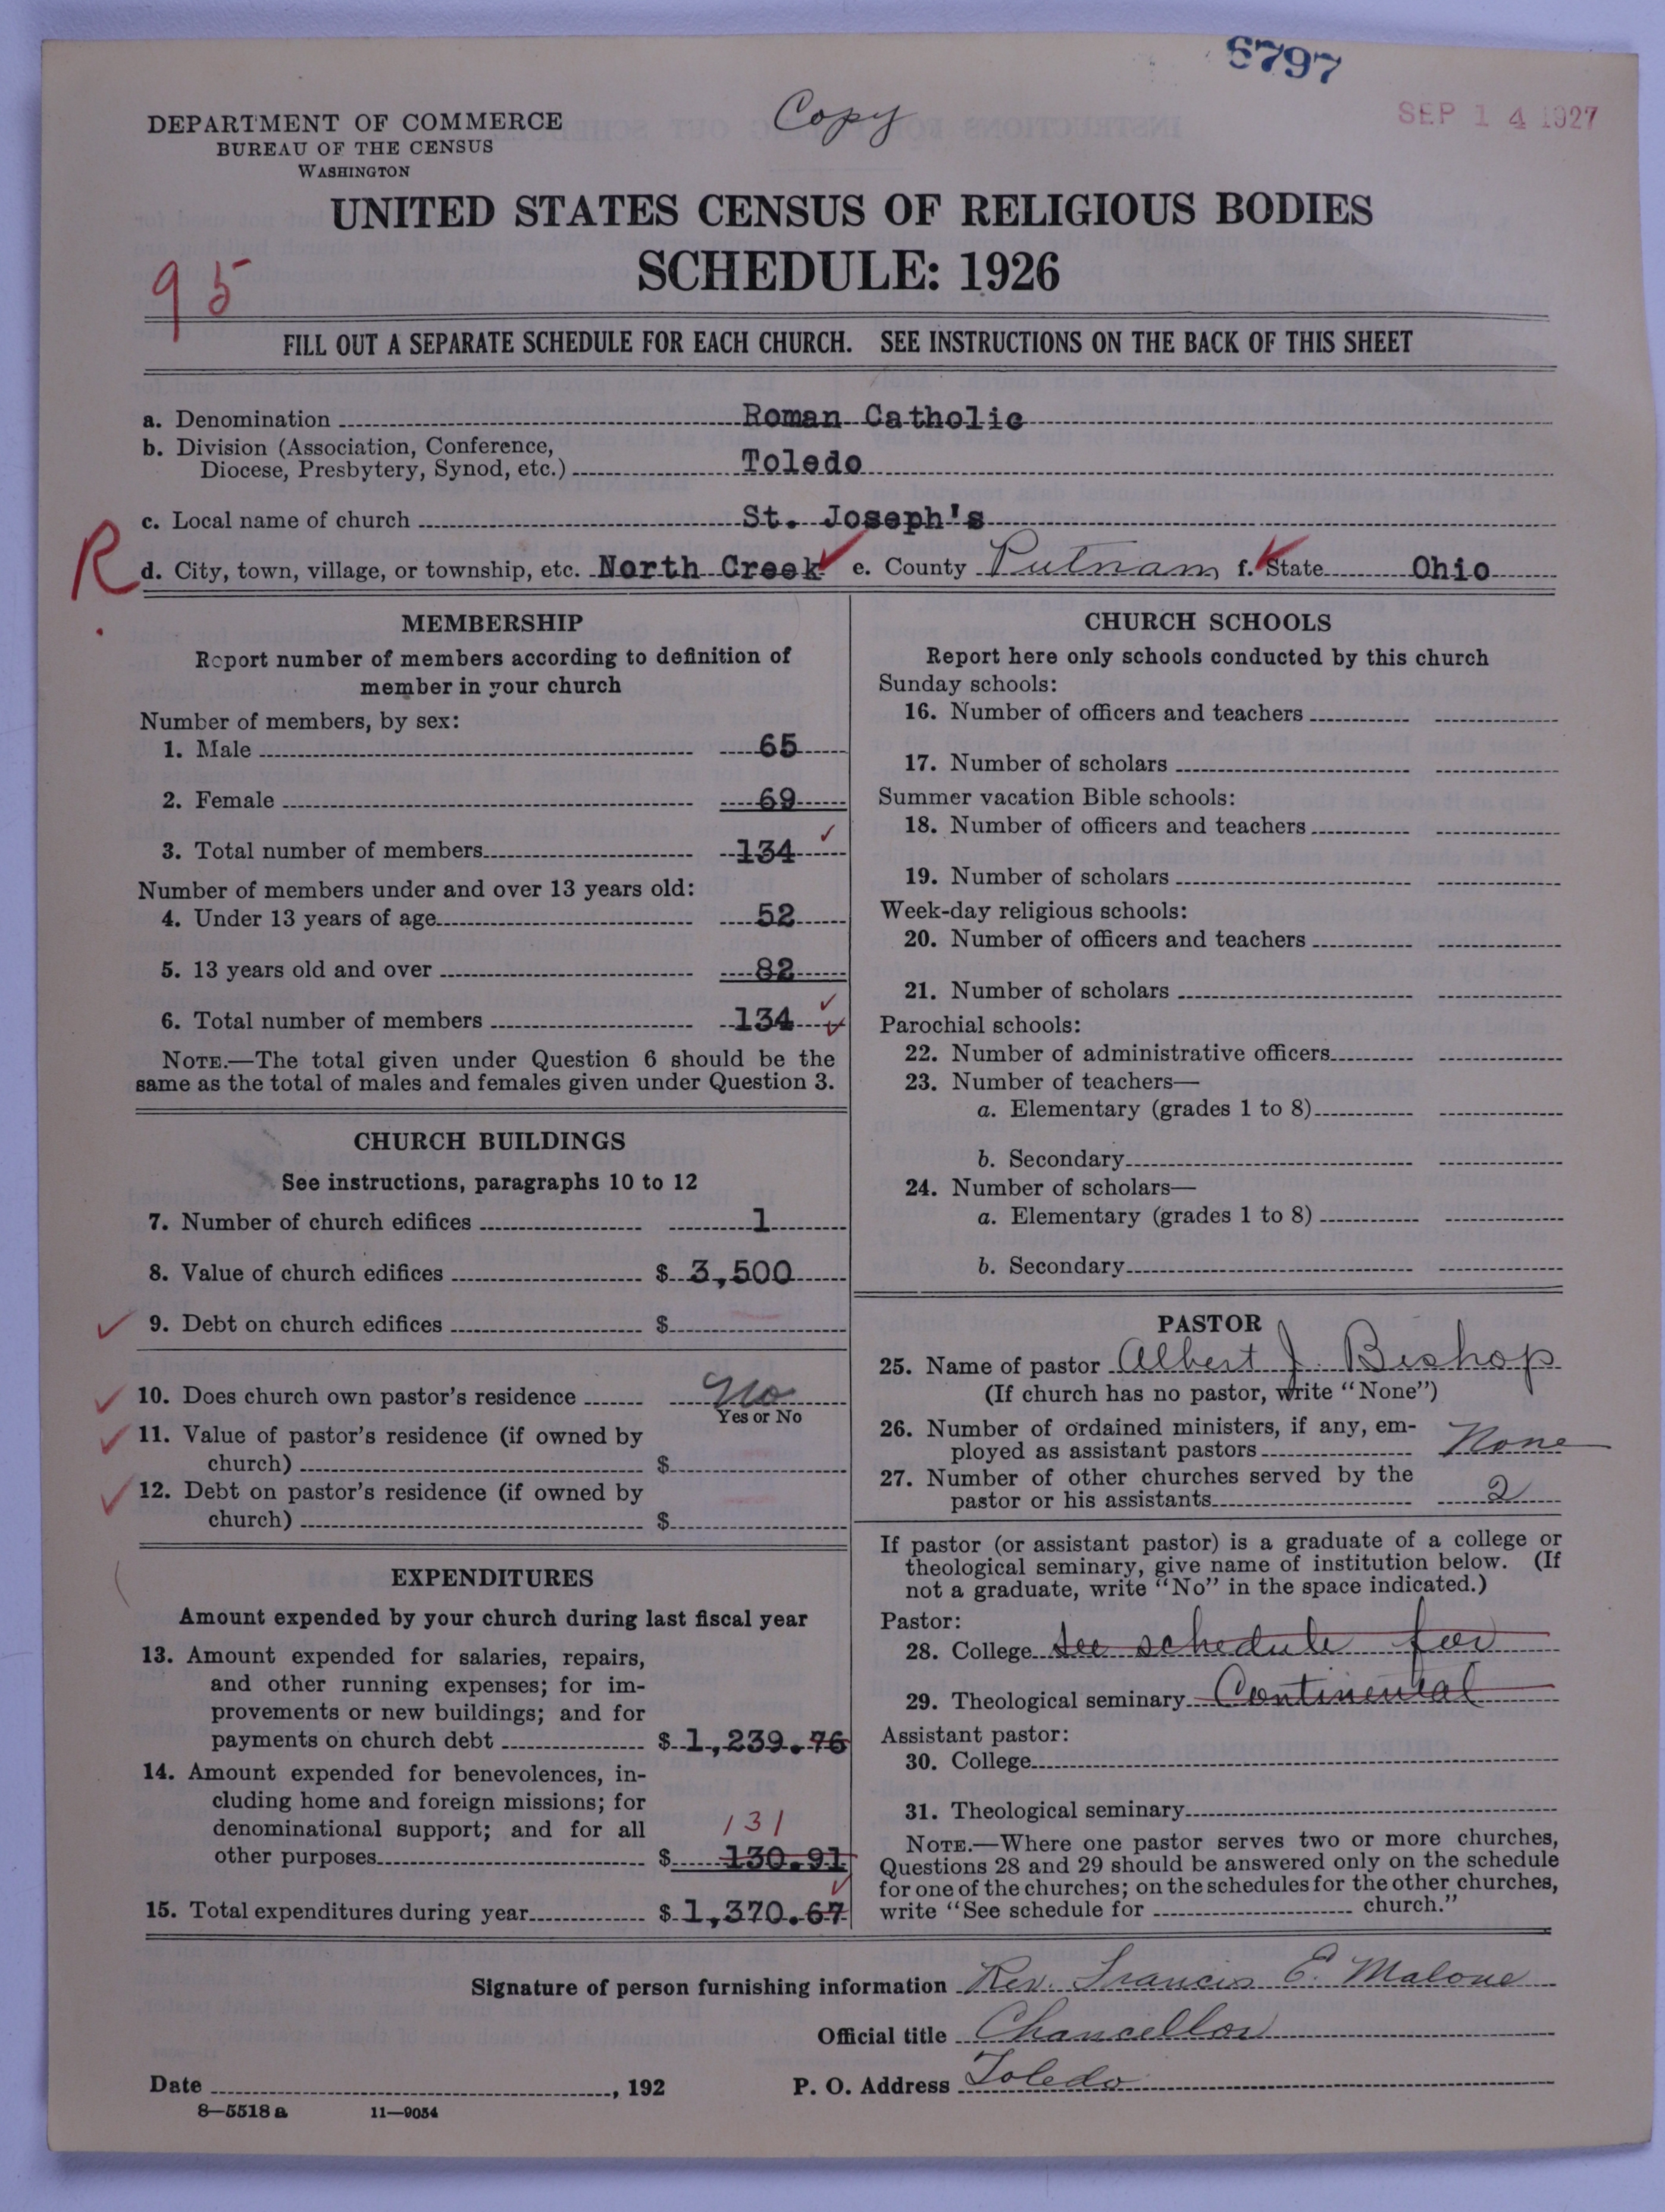 6797
Copy
SEP 14 1927
DEPARTMENT OF COMMERCE
BUREAU OF THE CENSUS
WASHINGTON
UNITED STATES CENSUS OF RELIGIOUS BODIES
SCHEDULE: 1926
95
FILL OUT A SEPARATE SCHEDULE FOR EACH CHURCH. SEE INSTRUCTIONS ON THE BACK OF THIS SHEET
a. Denomination Roman Catholic
b. Division (Association, Conference,
Diocese, Presbytery, Synod, etc.) Toledo
c. Local name of church St. Joseph's
R
d. City, town, village, or township, etc. North Creek e. County Putnam f. State Ohio
MEMBERSHIP
Report number of members according to definition of
member in your church
Number of members, by sex:
1. Male 65
2. Female 69
3. Total number of members 134
Number of members under and over 13 years old:
4. Under 13 years of age 52
5. 13 years old and over 82
6. Total number of members 134
NOTE.—The total given under Question 6 should be the
same as the total of males and females given under Question 3.
CHURCH BUILDINGS
See instructions, paragraphs 10 to 12
7. Number of church edifices 1
8. Value of church edifices $ 3,500
9. Debt on church edifices $
10. Does church own pastor's residence No
Yes or No
11. Value of pastor's residence (if owned by
church) $
12. Debt on pastor's residence (if owned by
church) $
EXPENDITURES
Amount expended by your church during last fiscal year
13. Amount expended for salaries, repairs,
and other running expenses; for im-
provements or new buildings; and for
payments on church debt $ 1,239.76
14. Amount expended for benevolences, in-
cluding home and foreign missions; for
denominational support; and for all
131
other purposes $ 130.91
15. Total expenditures during year $ 1,370.67
CHURCH SCHOOLS
Report here only schools conducted by this church
Sunday schools:
16. Number of officers and teachers
17. Number of scholars
Summer vacation Bible schools:
18. Number of officers and teachers
19. Number of scholars
Week-day religious schools:
20. Number of officers and teachers
21. Number of scholars
Parochial schools:
22. Number of administrative officers
23. Number of teachers—
a. Elementary (grades 1 to 8)
b. Secondary
24. Number of scholars—
a. Elementary (grades 1 to 8)
b. Secondary
PASTOR
25. Name of pastor Albert J. Bishop
(If church has no pastor, write "None")
26. Number of ordained ministers, if any, em-
ployed as assistant pastors None
27. Number of other churches served by the
pastor or his assistants 2
If pastor (or assistant pastor) is a graduate of a college or
theological seminary, give name of institution below. (If
not a graduate, write "No" in the space indicated.)
Pastor:
28. College See schedule for
29. Theological seminary Continental
Assistant pastor:
30. College
31. Theological seminary
NOTE.—Where one pastor serves two or more churches,
Questions 28 and 29 should be answered only on the schedule
for one of the churches; on the schedules for the other churches,
write "See schedule for church."
Signature of person furnishing information Rev. Francis E. Malone
Official title Chancellor
Date , 192
P. O. Address Toledo
8—5518 a 11—9054